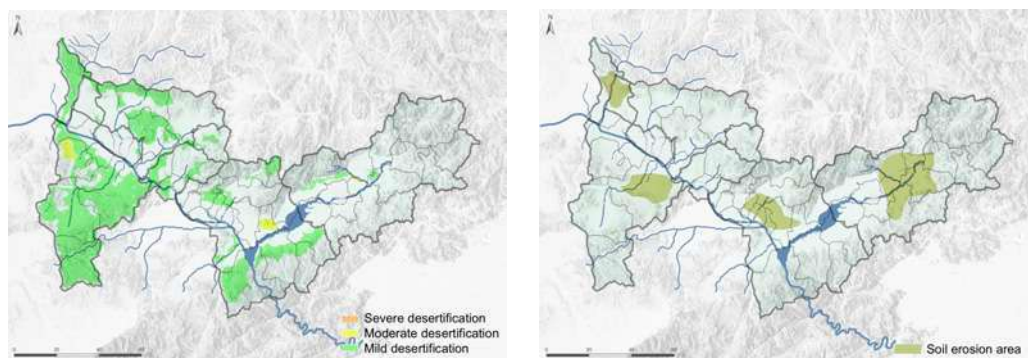 N
Severe desertification
Moderate desertification
Mild desertification
N
Soil erosion area